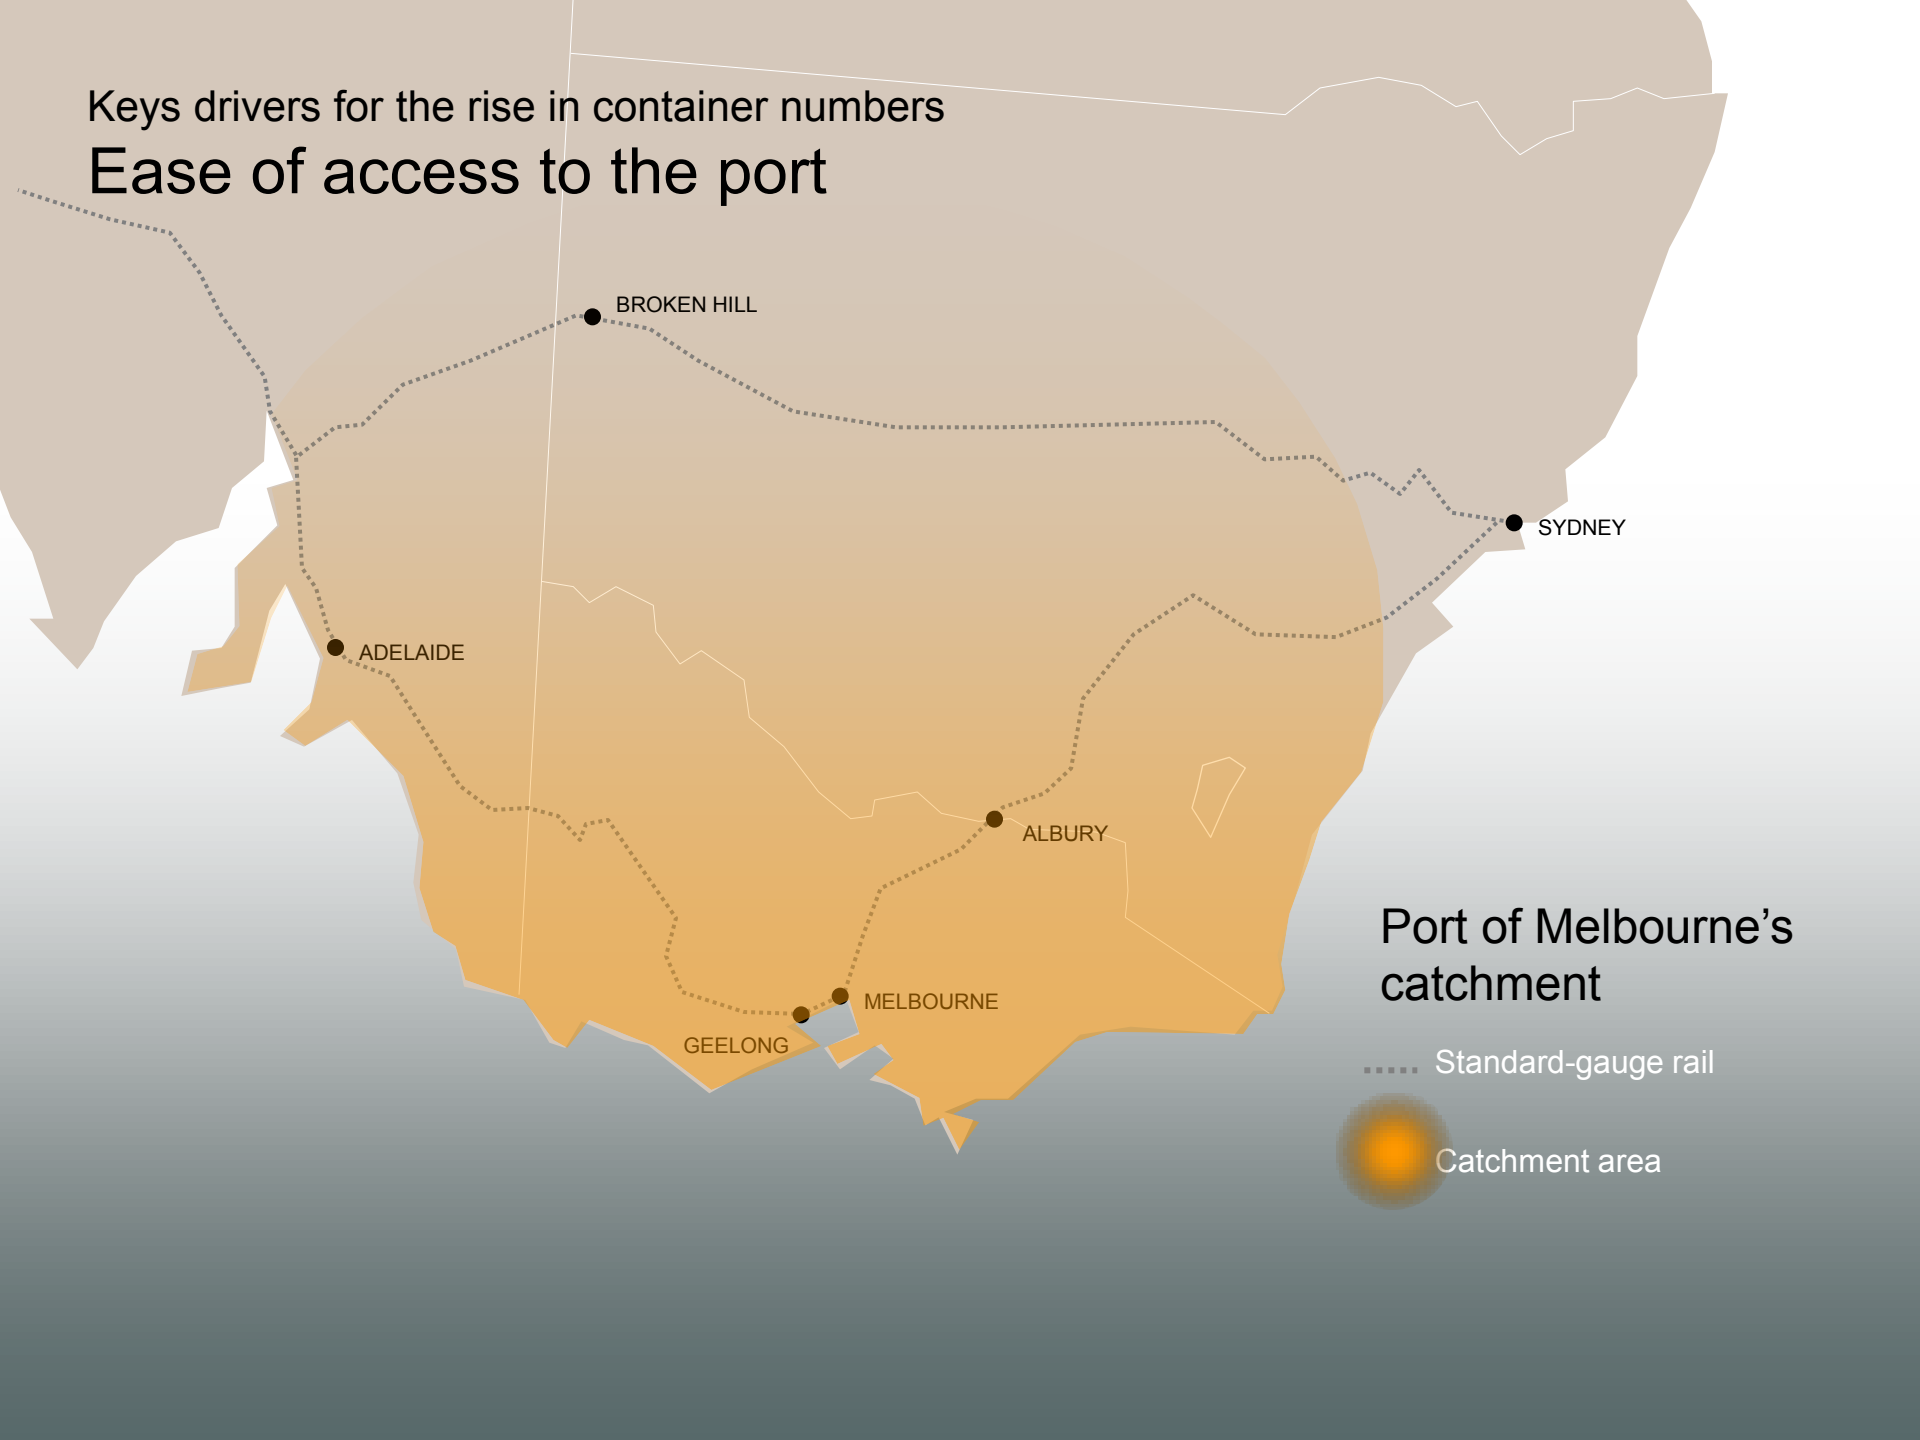 Keys drivers for the rise in container numbers
Ease of access to the port
BROKEN HILL
SYDNEY
ADELAIDE
ALBURY
MELBOURNE
GEELONG
Port of Melbourne’s
catchment
Standard-gauge rail
Catchment area